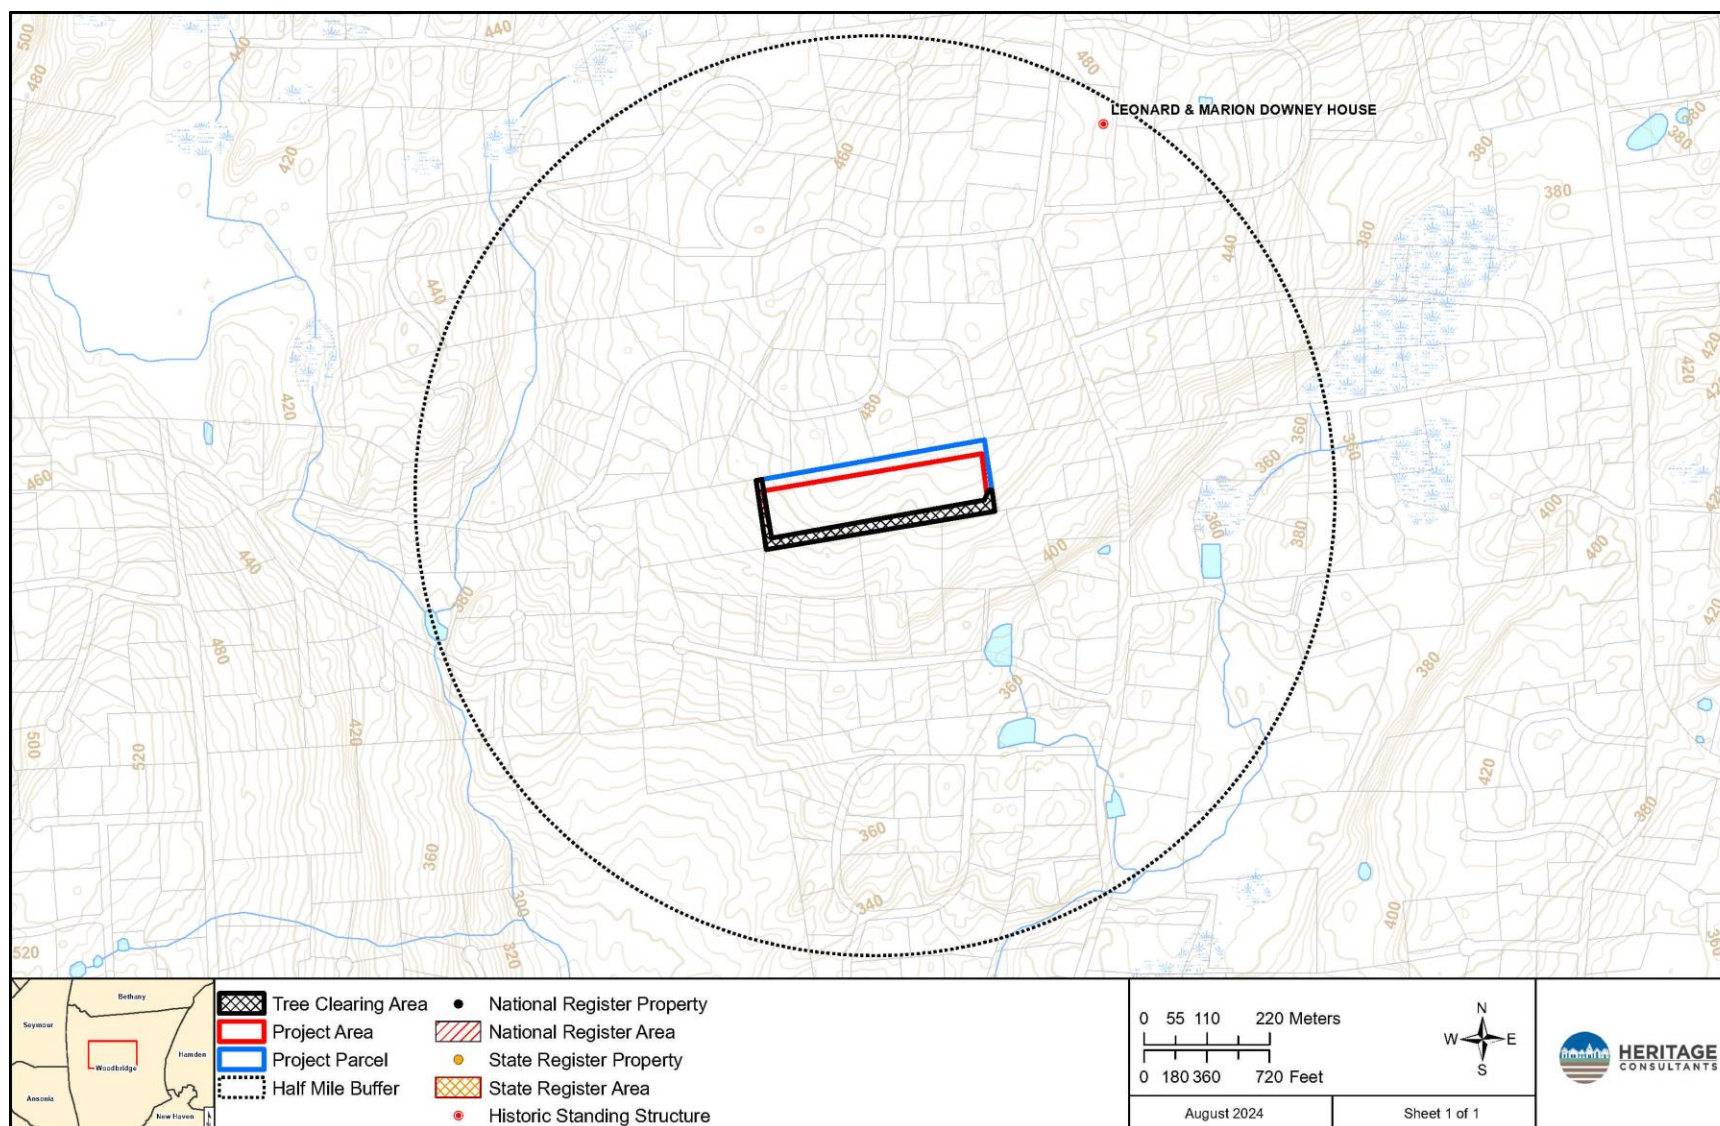 500
480
440
440
480
LEONARD & MARION DOWNEY HOUSE
380
380
420
460
380
380
380
440
440
420
420
420
420
480
360
360
360
460
420
400
360
380
400
400
440
380
420
480
360
380
500
520
420
420
360
380
360
340
300
400
520
320
360
Bethany
Seymour
Hamden
Woodbridge
Ansonia
New Haven
Tree Clearing Area
Project Area
Project Parcel
Half Mile Buffer
National Register Property
National Register Area
State Register Property
State Register Area
Historic Standing Structure
0 55 110 220 Meters
0 180 360 720 Feet
N
W E
S
August 2024
Sheet 1 of 1
HERITAGE
CONSULTANTS